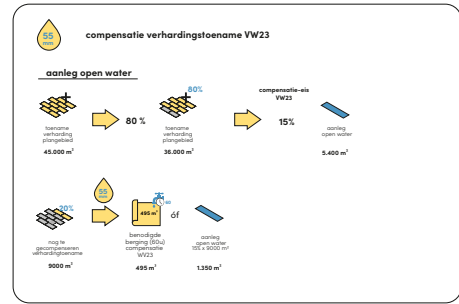 55
mm
compensatie verhardingstoename VW23
aanleg open water
80%
compensatie-eis
VW23
80 %
15%
toename
verharding
plangebied
45.000 m²
toename
verharding
plangebied
36.000 m²
aanleg
open water
5.400 m²
20%
55
mm
495 m³
óf
nog te
gecompenseren
verhardingtoename
9000 m²
benodigde
berging (60u)
compensatie
WV23
495 m³
aanleg
open water
15% x 9000 m²
1.350 m²